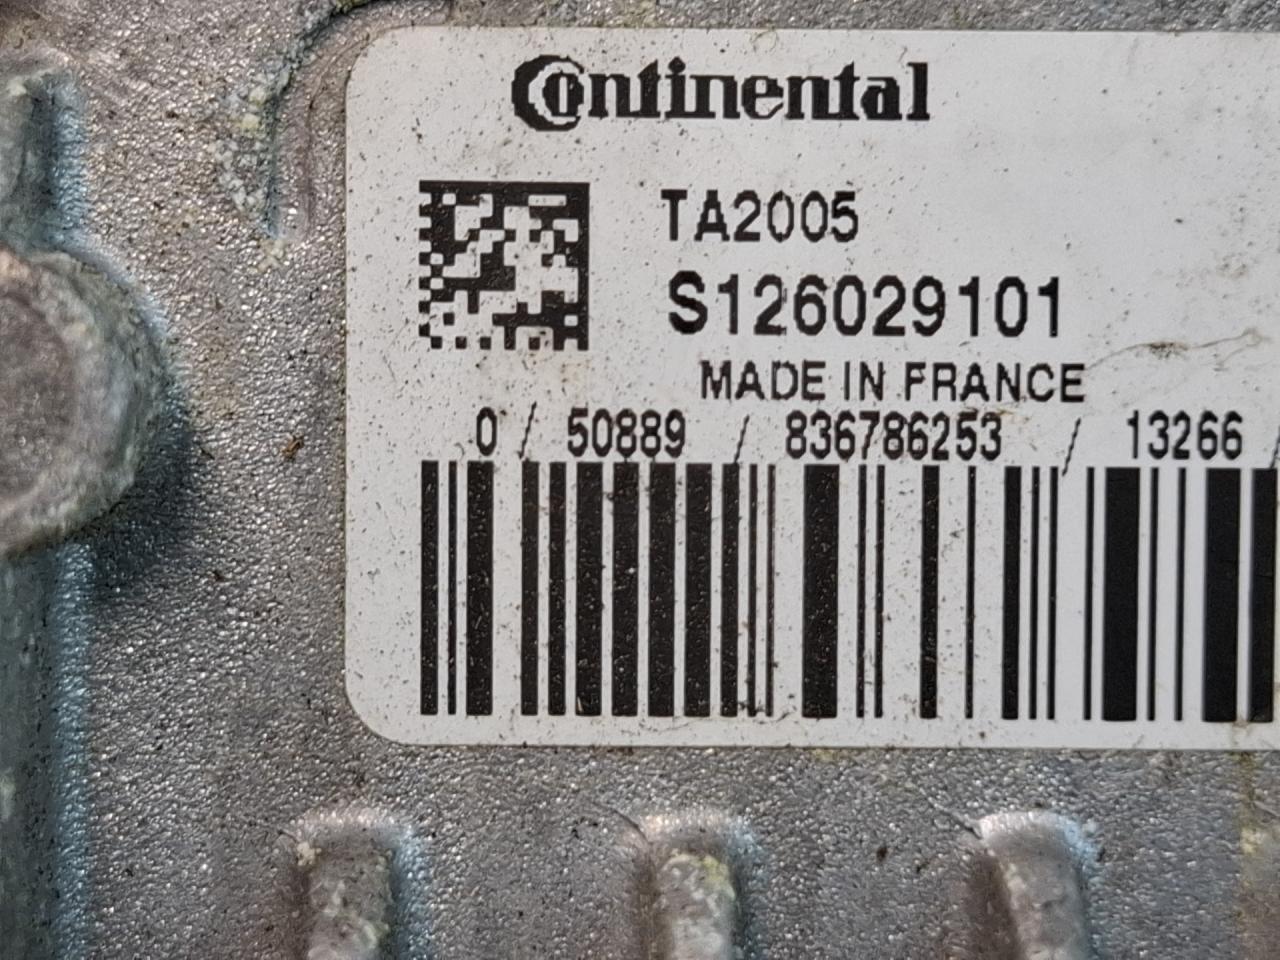 Continental
TA2005
S126029101
MADE IN FRANCE
0 / 50889 / 836786253 / 13266 /